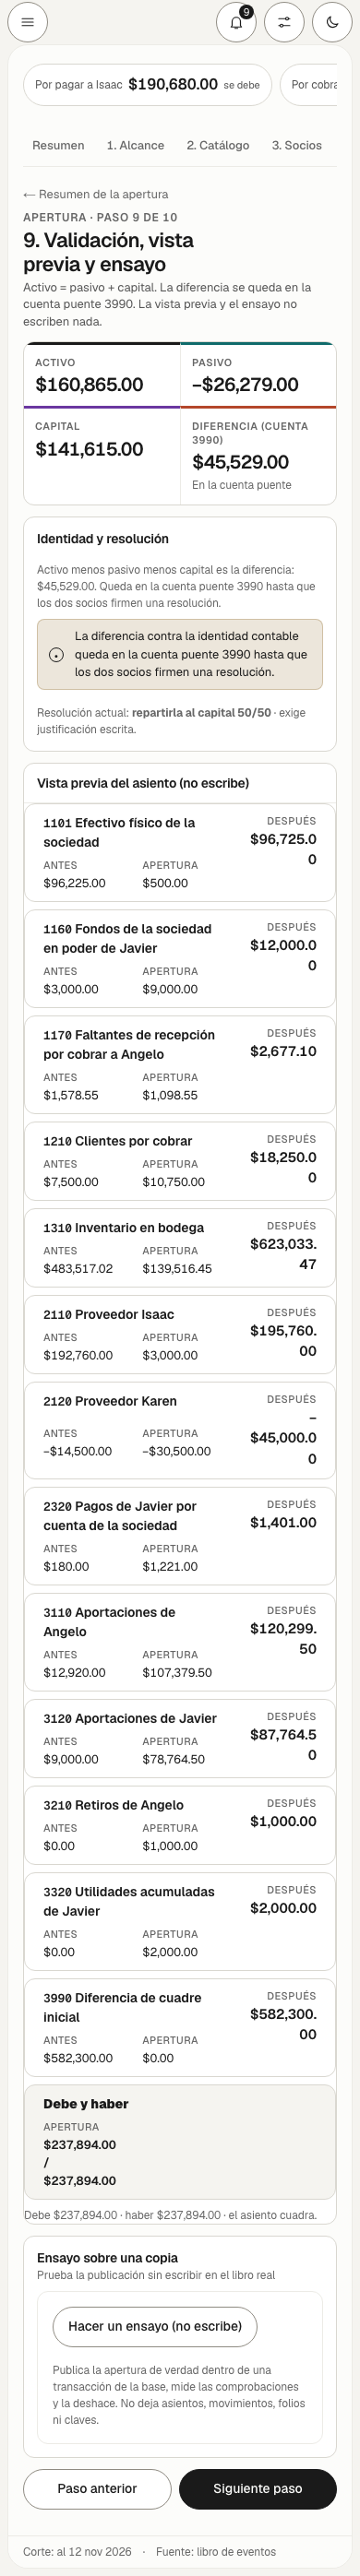 9
Por pagar a Isaac $190,680.00 se debe
Por cobra
Resumen 1. Alcance 2. Catálogo 3. Socios
← Resumen de la apertura
APERTURA · PASO 9 DE 10
9. Validación, vista
previa y ensayo
Activo = pasivo + capital. La diferencia se queda en la
cuenta puente 3990. La vista previa y el ensayo no
escriben nada.
ACTIVO
$160,865.00
PASIVO
–$26,279.00
CAPITAL
$141,615.00
DIFERENCIA (CUENTA
3990)
$45,529.00
En la cuenta puente
Identidad y resolución
Activo menos pasivo menos capital es la diferencia:
$45,529.00. Queda en la cuenta puente 3990 hasta que
los dos socios firmen una resolución.
La diferencia contra la identidad contable
queda en la cuenta puente 3990 hasta que
los dos socios firmen una resolución.
Resolución actual: repartirla al capital 50/50 · exige
justificación escrita.
Vista previa del asiento (no escribe)
1101 Efectivo físico de la
sociedad
ANTES
$96,225.00
APERTURA
$500.00
DESPUÉS
$96,725.0
0
1160 Fondos de la sociedad
en poder de Javier
ANTES
$3,000.00
APERTURA
$9,000.00
DESPUÉS
$12,000.0
0
1170 Faltantes de recepción
por cobrar a Angelo
ANTES
$1,578.55
APERTURA
$1,098.55
DESPUÉS
$2,677.10
1210 Clientes por cobrar
ANTES
$7,500.00
APERTURA
$10,750.00
DESPUÉS
$18,250.0
0
1310 Inventario en bodega
ANTES
$483,517.02
APERTURA
$139,516.45
DESPUÉS
$623,033.
47
2110 Proveedor Isaac
ANTES
$192,760.00
APERTURA
$3,000.00
DESPUÉS
$195,760.
00
2120 Proveedor Karen
ANTES
–$14,500.00
APERTURA
–$30,500.00
DESPUÉS
–
$45,000.0
0
2320 Pagos de Javier por
cuenta de la sociedad
ANTES
$180.00
APERTURA
$1,221.00
DESPUÉS
$1,401.00
3110 Aportaciones de
Angelo
ANTES
$12,920.00
APERTURA
$107,379.50
DESPUÉS
$120,299.
50
3120 Aportaciones de Javier
ANTES
$9,000.00
APERTURA
$78,764.50
DESPUÉS
$87,764.5
0
3210 Retiros de Angelo
ANTES
$0.00
APERTURA
$1,000.00
DESPUÉS
$1,000.00
3320 Utilidades acumuladas
de Javier
ANTES
$0.00
APERTURA
$2,000.00
DESPUÉS
$2,000.00
3990 Diferencia de cuadre
inicial
ANTES
$582,300.00
APERTURA
$0.00
DESPUÉS
$582,300.
00
Debe y haber
APERTURA
$237,894.00
/
$237,894.00
Debe $237,894.00 · haber $237,894.00 · el asiento cuadra.
Ensayo sobre una copia
Prueba la publicación sin escribir en el libro real
Hacer un ensayo (no escribe)
Publica la apertura de verdad dentro de una
transacción de la base, mide las comprobaciones
y la deshace. No deja asientos, movimientos, folios
ni claves.
Paso anterior
Siguiente paso
Corte: al 12 nov 2026 · Fuente: libro de eventos